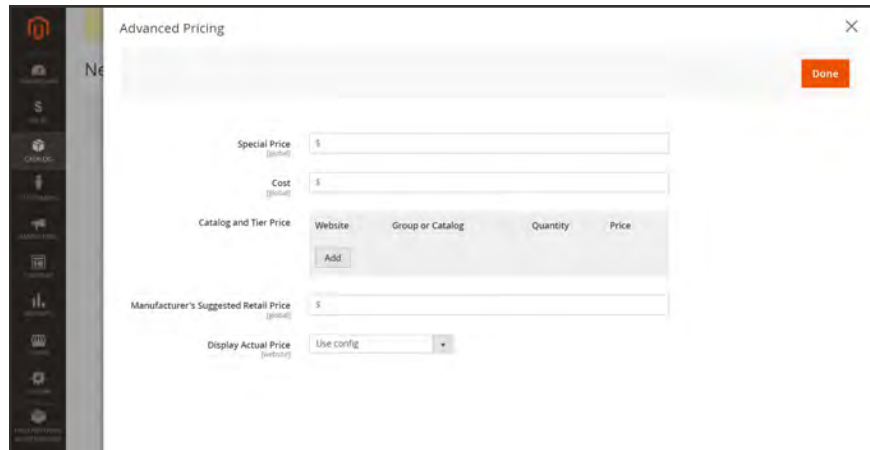 Advanced Pricing
Ne
Done
Special Price
[global]
$
Cost
[global]
$
Catalog and Tier Price
Website Group or Catalog Quantity Price
Add
Manufacturer's Suggested Retail Price
[global]
$
Display Actual Price
[website]
Use config
$
CATALOG